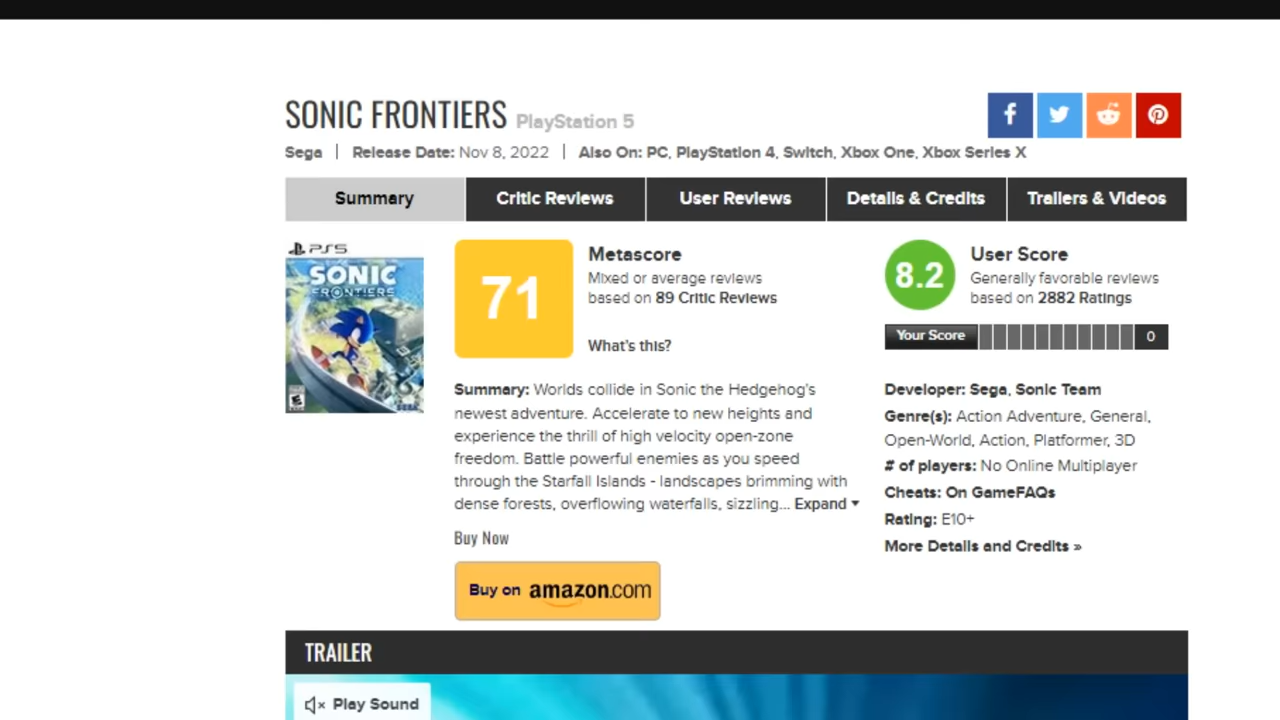 SONIC FRONTIERS PlayStation 5
Sega | Release Date: Nov 8, 2022 | Also On: PC, PlayStation 4, Switch, Xbox One, Xbox Series X
Summary Critic Reviews User Reviews Details & Credits Trailers & Videos
PS5
SONIC
FRONTIERS
SEGA
71
Metascore
Mixed or average reviews
based on 89 Critic Reviews
What's this?
Summary: Worlds collide in Sonic the Hedgehog's
newest adventure. Accelerate to new heights and
experience the thrill of high velocity open-zone
freedom. Battle powerful enemies as you speed
through the Starfall Islands - landscapes brimming with
dense forests, overflowing waterfalls, sizzling... Expand
Buy Now
Buy on amazon.com
8.2
User Score
Generally favorable reviews
based on 2882 Ratings
Your Score 0
Developer: Sega, Sonic Team
Genre(s): Action Adventure, General,
Open-World, Action, Platformer, 3D
# of players: No Online Multiplayer
Cheats: On GameFAQs
Rating: E10+
More Details and Credits »
TRAILER
Play Sound